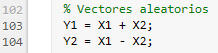 102 % Vectores aleatorios
103 Y1 = X1 + X2;
104 Y2 = X1 - X2;